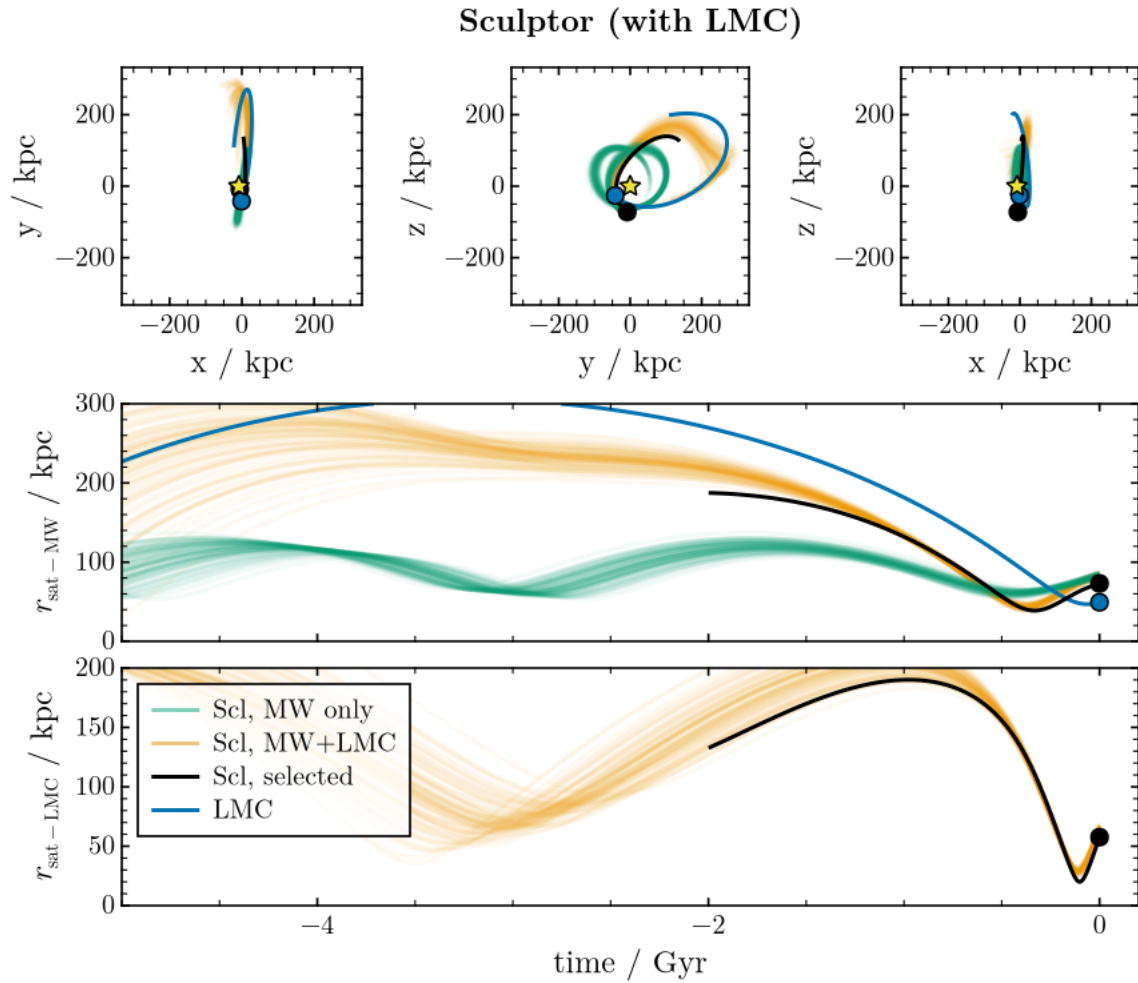 Sculptor (with LMC)
200
0
−200
y / kpc
−200 0 200
x / kpc
200
0
−200
z / kpc
−200 0 200
y / kpc
200
0
−200
z / kpc
−200 0 200
x / kpc
300
200
100
0
r_sat−MW / kpc
200
150
100
50
0
r_sat−LMC / kpc
Scl, MW only
Scl, MW+LMC
Scl, selected
LMC
−4 −2 0
time / Gyr